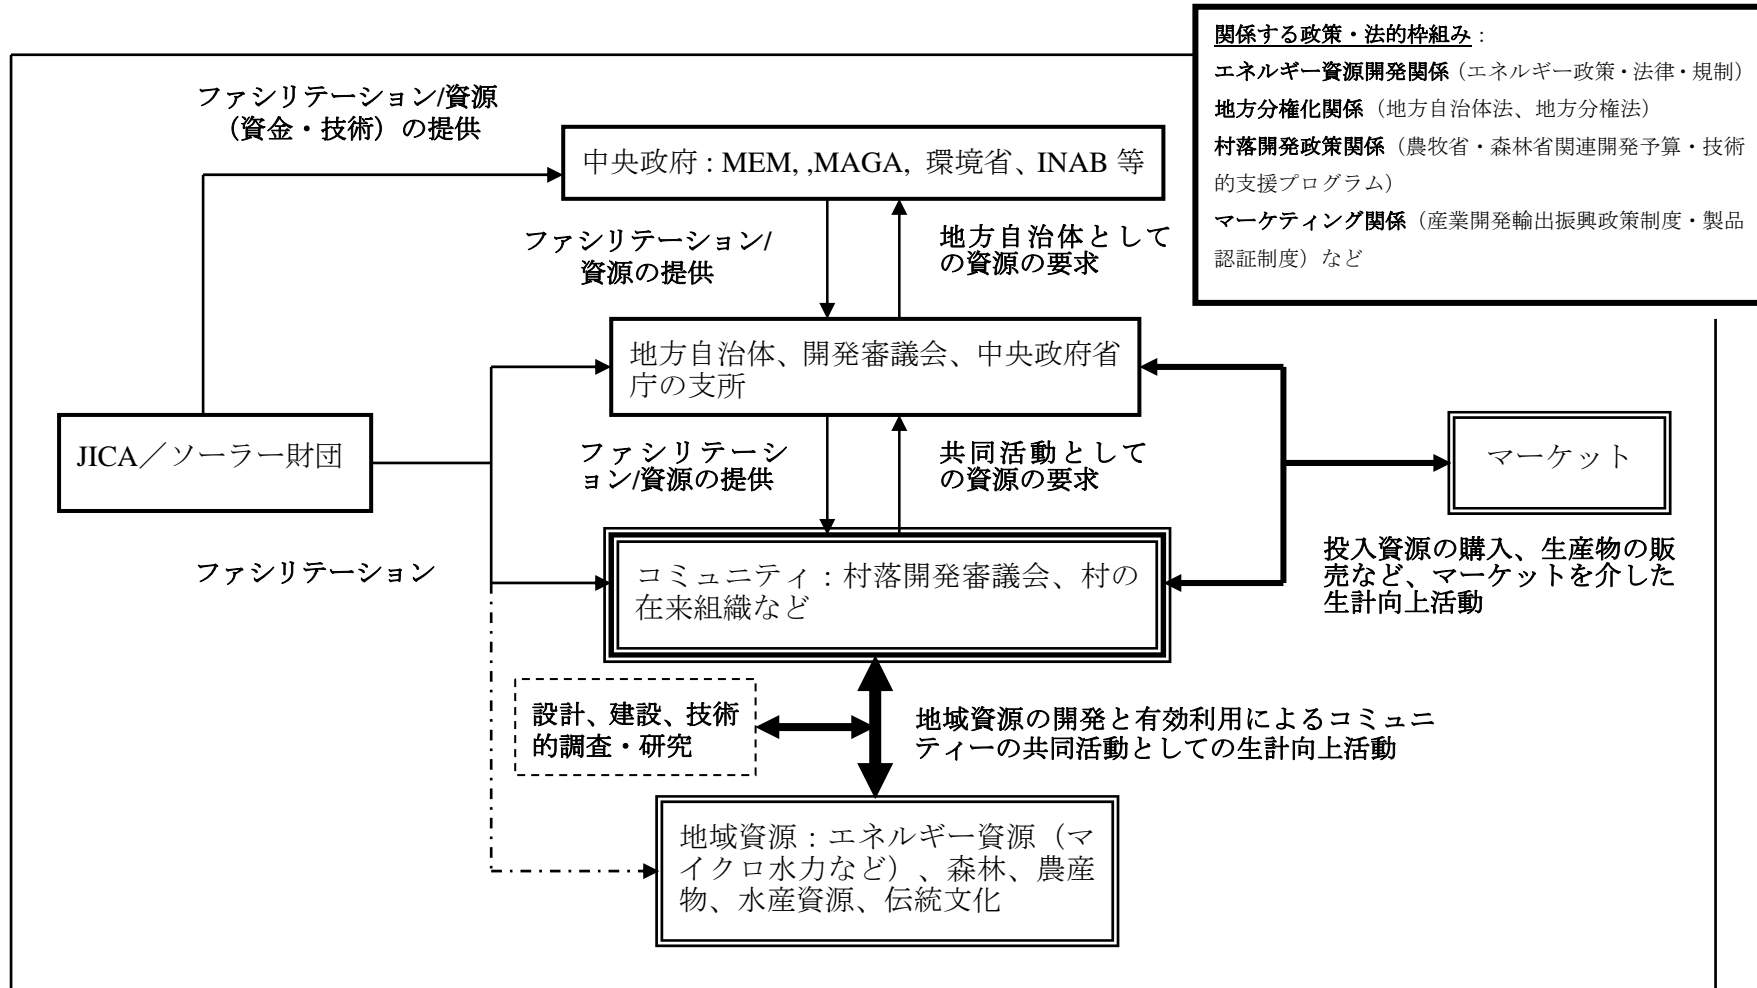 関係する政策・法的枠組み：
エネルギー資源開発関係（エネルギー政策・法律・規制）
地方分権化関係（地方自治体法、地方分権法）
村落開発政策関係（農牧省・森林省関連開発予算・技術
的支援プログラム）
マーケティング関係（産業開発輸出振興政策制度・製品
認証制度）など
ファシリテーション/資源
（資金・技術）の提供
中央政府：MEM, ,MAGA, 環境省、INAB 等
ファシリテーション/
資源の提供
地方自治体として
の資源の要求
地方自治体、開発審議会、中央政府省
庁の支所
JICA／ソーラー財団
ファシリテーシ
ョン/資源の提供
共同活動として
の資源の要求
マーケット
ファシリテーション
コミュニティ：村落開発審議会、村の
在来組織など
投入資源の購入、生産物の販
売など、マーケットを介した
生計向上活動
設計、建設、技術
的調査・研究
地域資源の開発と有効利用によるコミュニ
ティーの共同活動としての生計向上活動
地域資源：エネルギー資源（マ
イクロ水力など）、森林、農産
物、水産資源、伝統文化